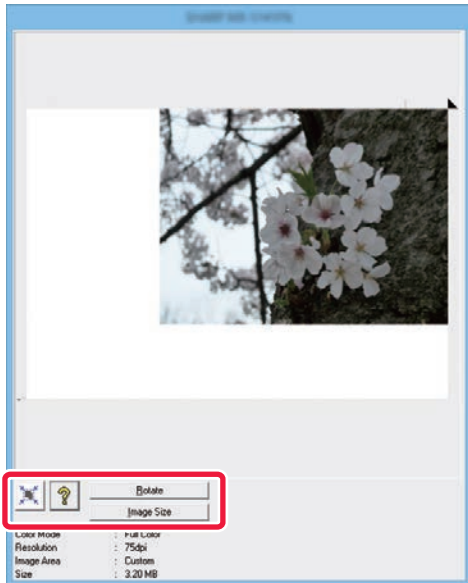 Rotate
Image Size
Color Mode : Full Color
Resolution : 75dpi
Image Area : Custom
Size : 3.20 MB